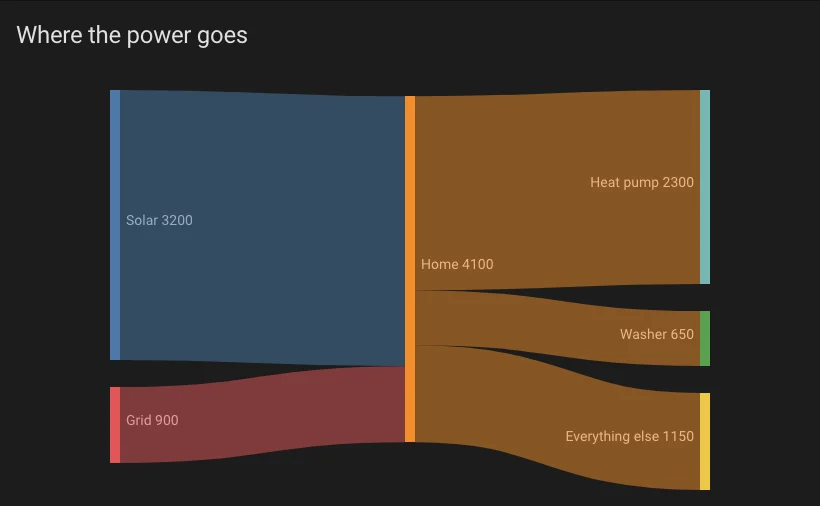 Where the power goes
Solar 3200
Grid 900
Home 4100
Heat pump 2300
Washer 650
Everything else 1150